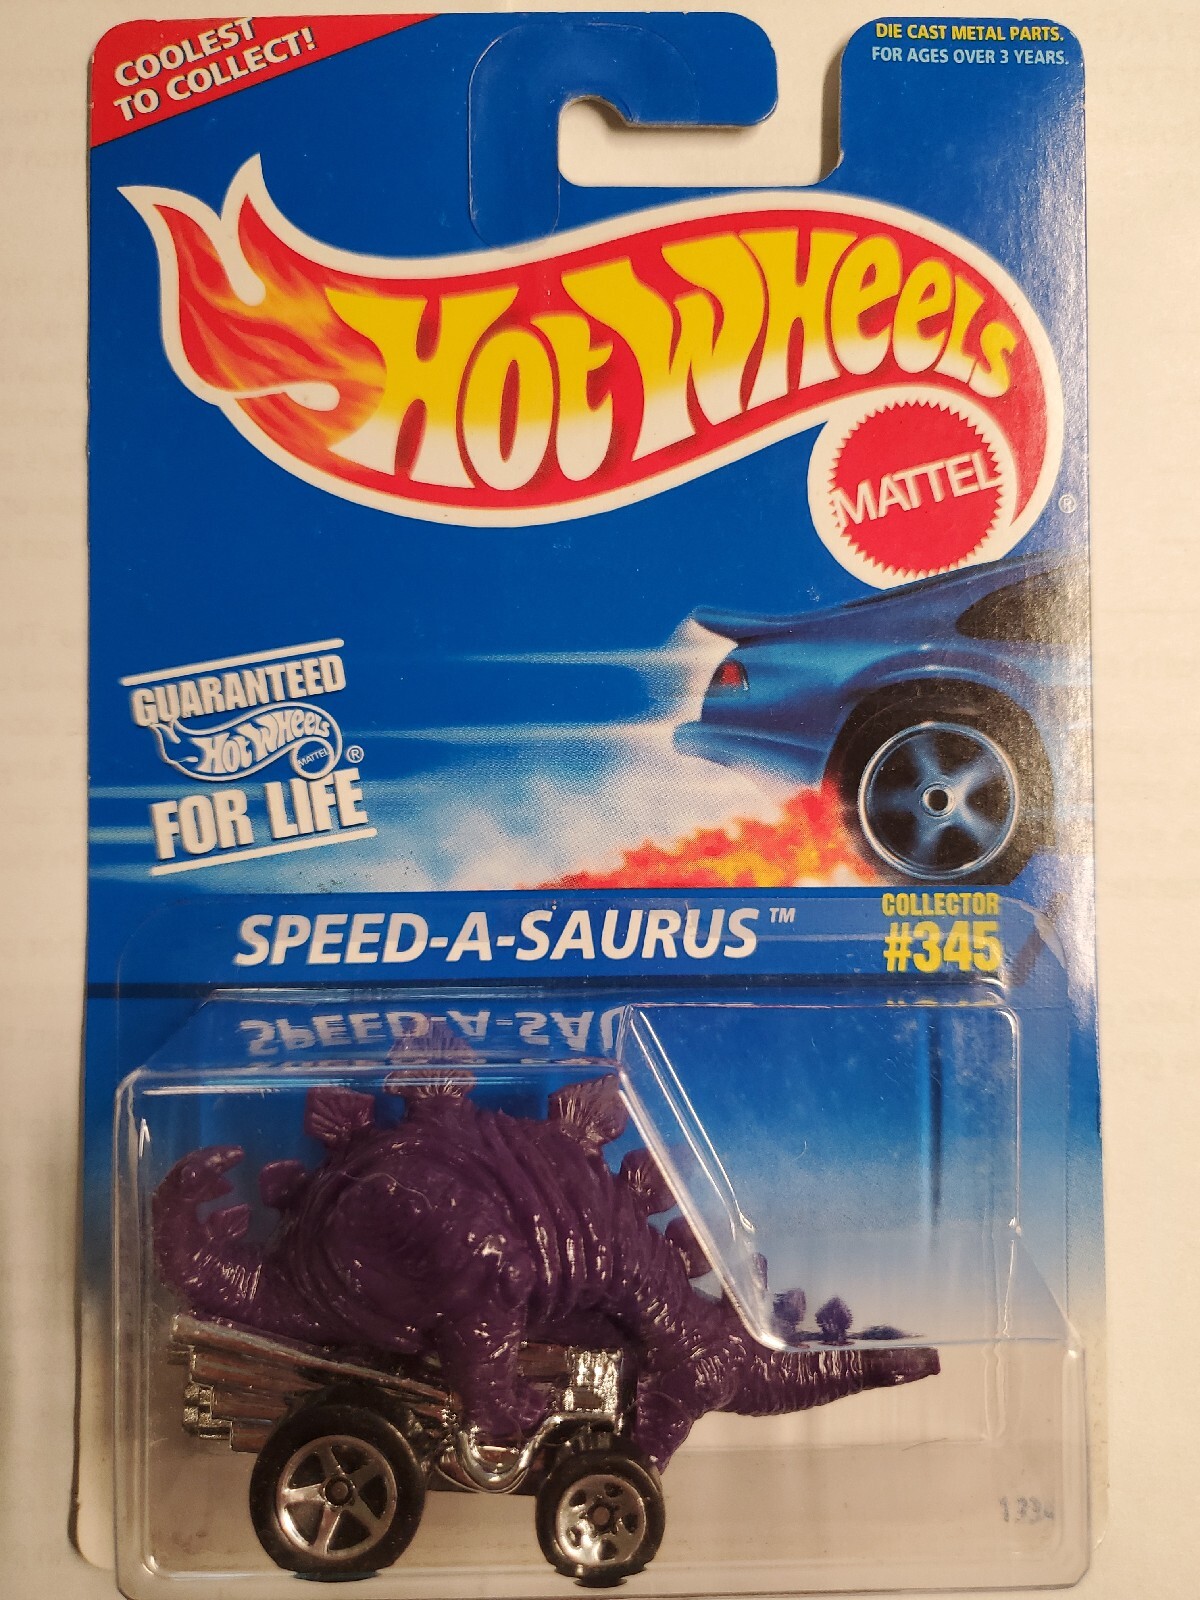 COOLEST
TO COLLECT!
DIE CAST METAL PARTS.
FOR AGES OVER 3 YEARS.
HOT WHEELS
MATTEL
®
GUARANTEED
HOT WHEELS
MATTEL
®
FOR LIFE
SPEED-A-SAURUS™
COLLECTOR
#345